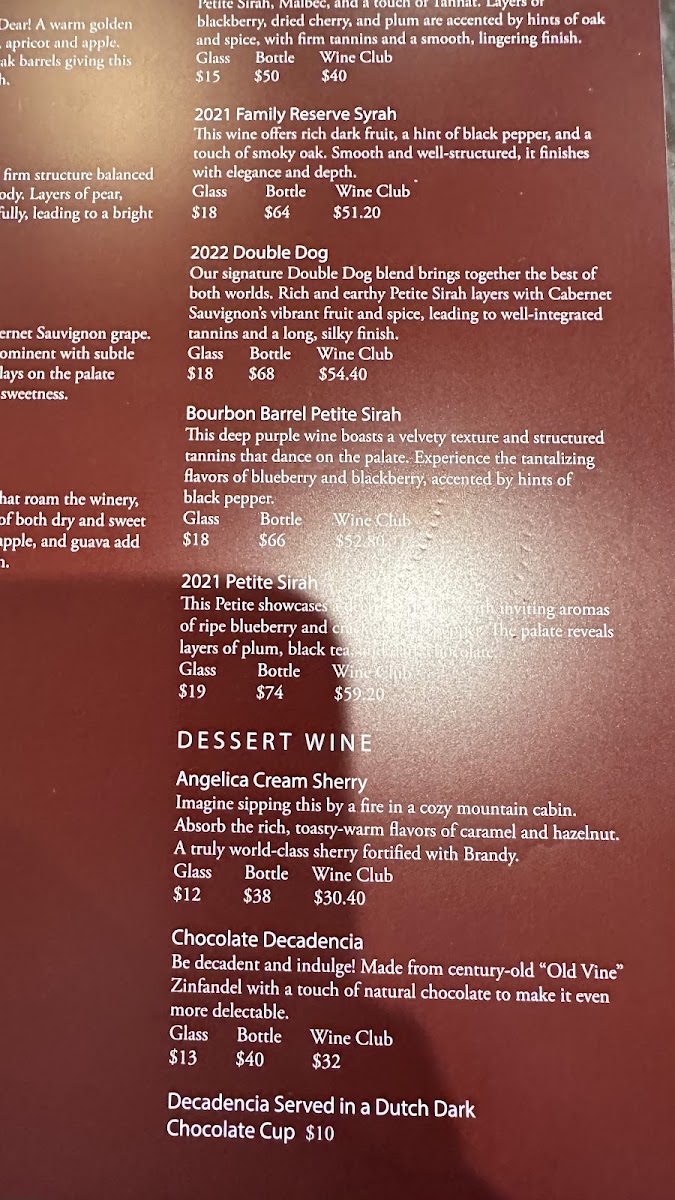 Dear! A warm golden
, apricot and apple.
ak barrels giving this
h.
firm structure balanced
ody. Layers of pear,
fully, leading to a bright
ernet Sauvignon grape.
ominent with subtle
lays on the palate
sweetness.
hat roam the winery,
of both dry and sweet
apple, and guava add
n.
Petite Sirah, Malbec, and a touch of Tannat. Layers of
blackberry, dried cherry, and plum are accented by hints of oak
and spice, with firm tannins and a smooth, lingering finish.
Glass Bottle Wine Club
$15 $50 $40
2021 Family Reserve Syrah
This wine offers rich dark fruit, a hint of black pepper, and a
touch of smoky oak. Smooth and well-structured, it finishes
with elegance and depth.
Glass Bottle Wine Club
$18 $64 $51.20
2022 Double Dog
Our signature Double Dog blend brings together the best of
both worlds. Rich and earthy Petite Sirah layers with Cabernet
Sauvignon's vibrant fruit and spice, leading to well-integrated
tannins and a long, silky finish.
Glass Bottle Wine Club
$18 $68 $54.40
Bourbon Barrel Petite Sirah
This deep purple wine boasts a velvety texture and structured
tannins that dance on the palate. Experience the tantalizing
flavors of blueberry and blackberry, accented by hints of
black pepper.
Glass Bottle Wine Club
$18 $66 $52.80
2021 Petite Sirah
This Petite showcases inviting aromas
of ripe blueberry and The palate reveals
layers of plum, black tea, chocolate.
Glass Bottle Wine Club
$19 $74 $59.20
DESSERT WINE
Angelica Cream Sherry
Imagine sipping this by a fire in a cozy mountain cabin.
Absorb the rich, toasty-warm flavors of caramel and hazelnut.
A truly world-class sherry fortified with Brandy.
Glass Bottle Wine Club
$12 $38 $30.40
Chocolate Decadencia
Be decadent and indulge! Made from century-old "Old Vine"
Zinfandel with a touch of natural chocolate to make it even
more delectable.
Glass Bottle Wine Club
$13 $40 $32
Decadencia Served in a Dutch Dark
Chocolate Cup $10